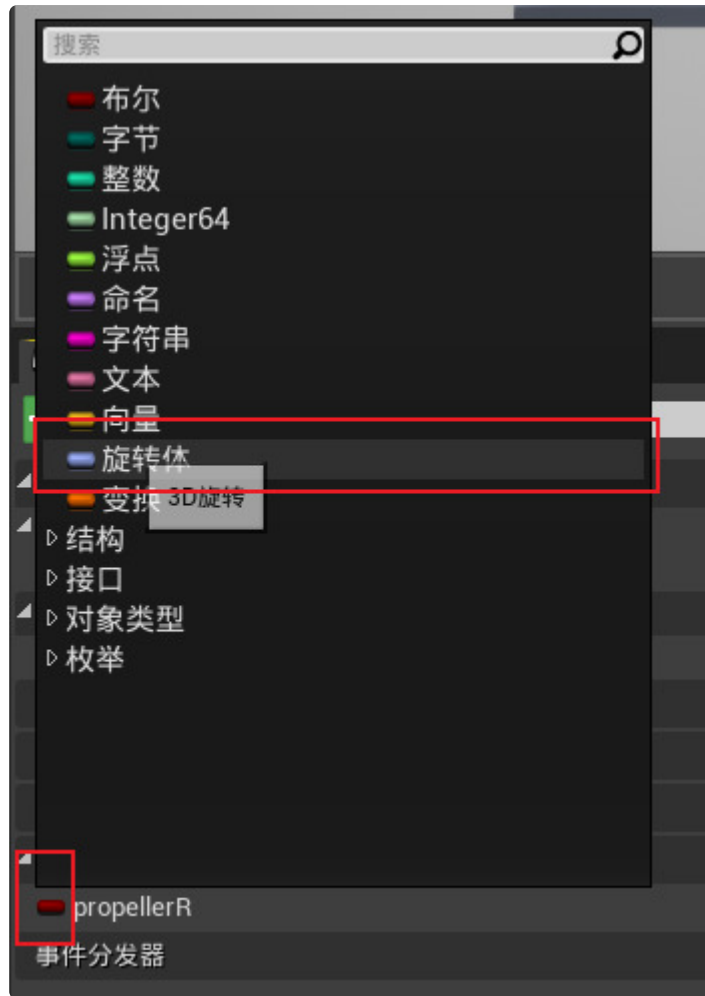 搜索
布尔
字节
整数
Integer64
浮点
命名
字符串
文本
向量
旋转体
变换
3D旋转
结构
接口
对象类型
枚举
propellerR
事件分发器